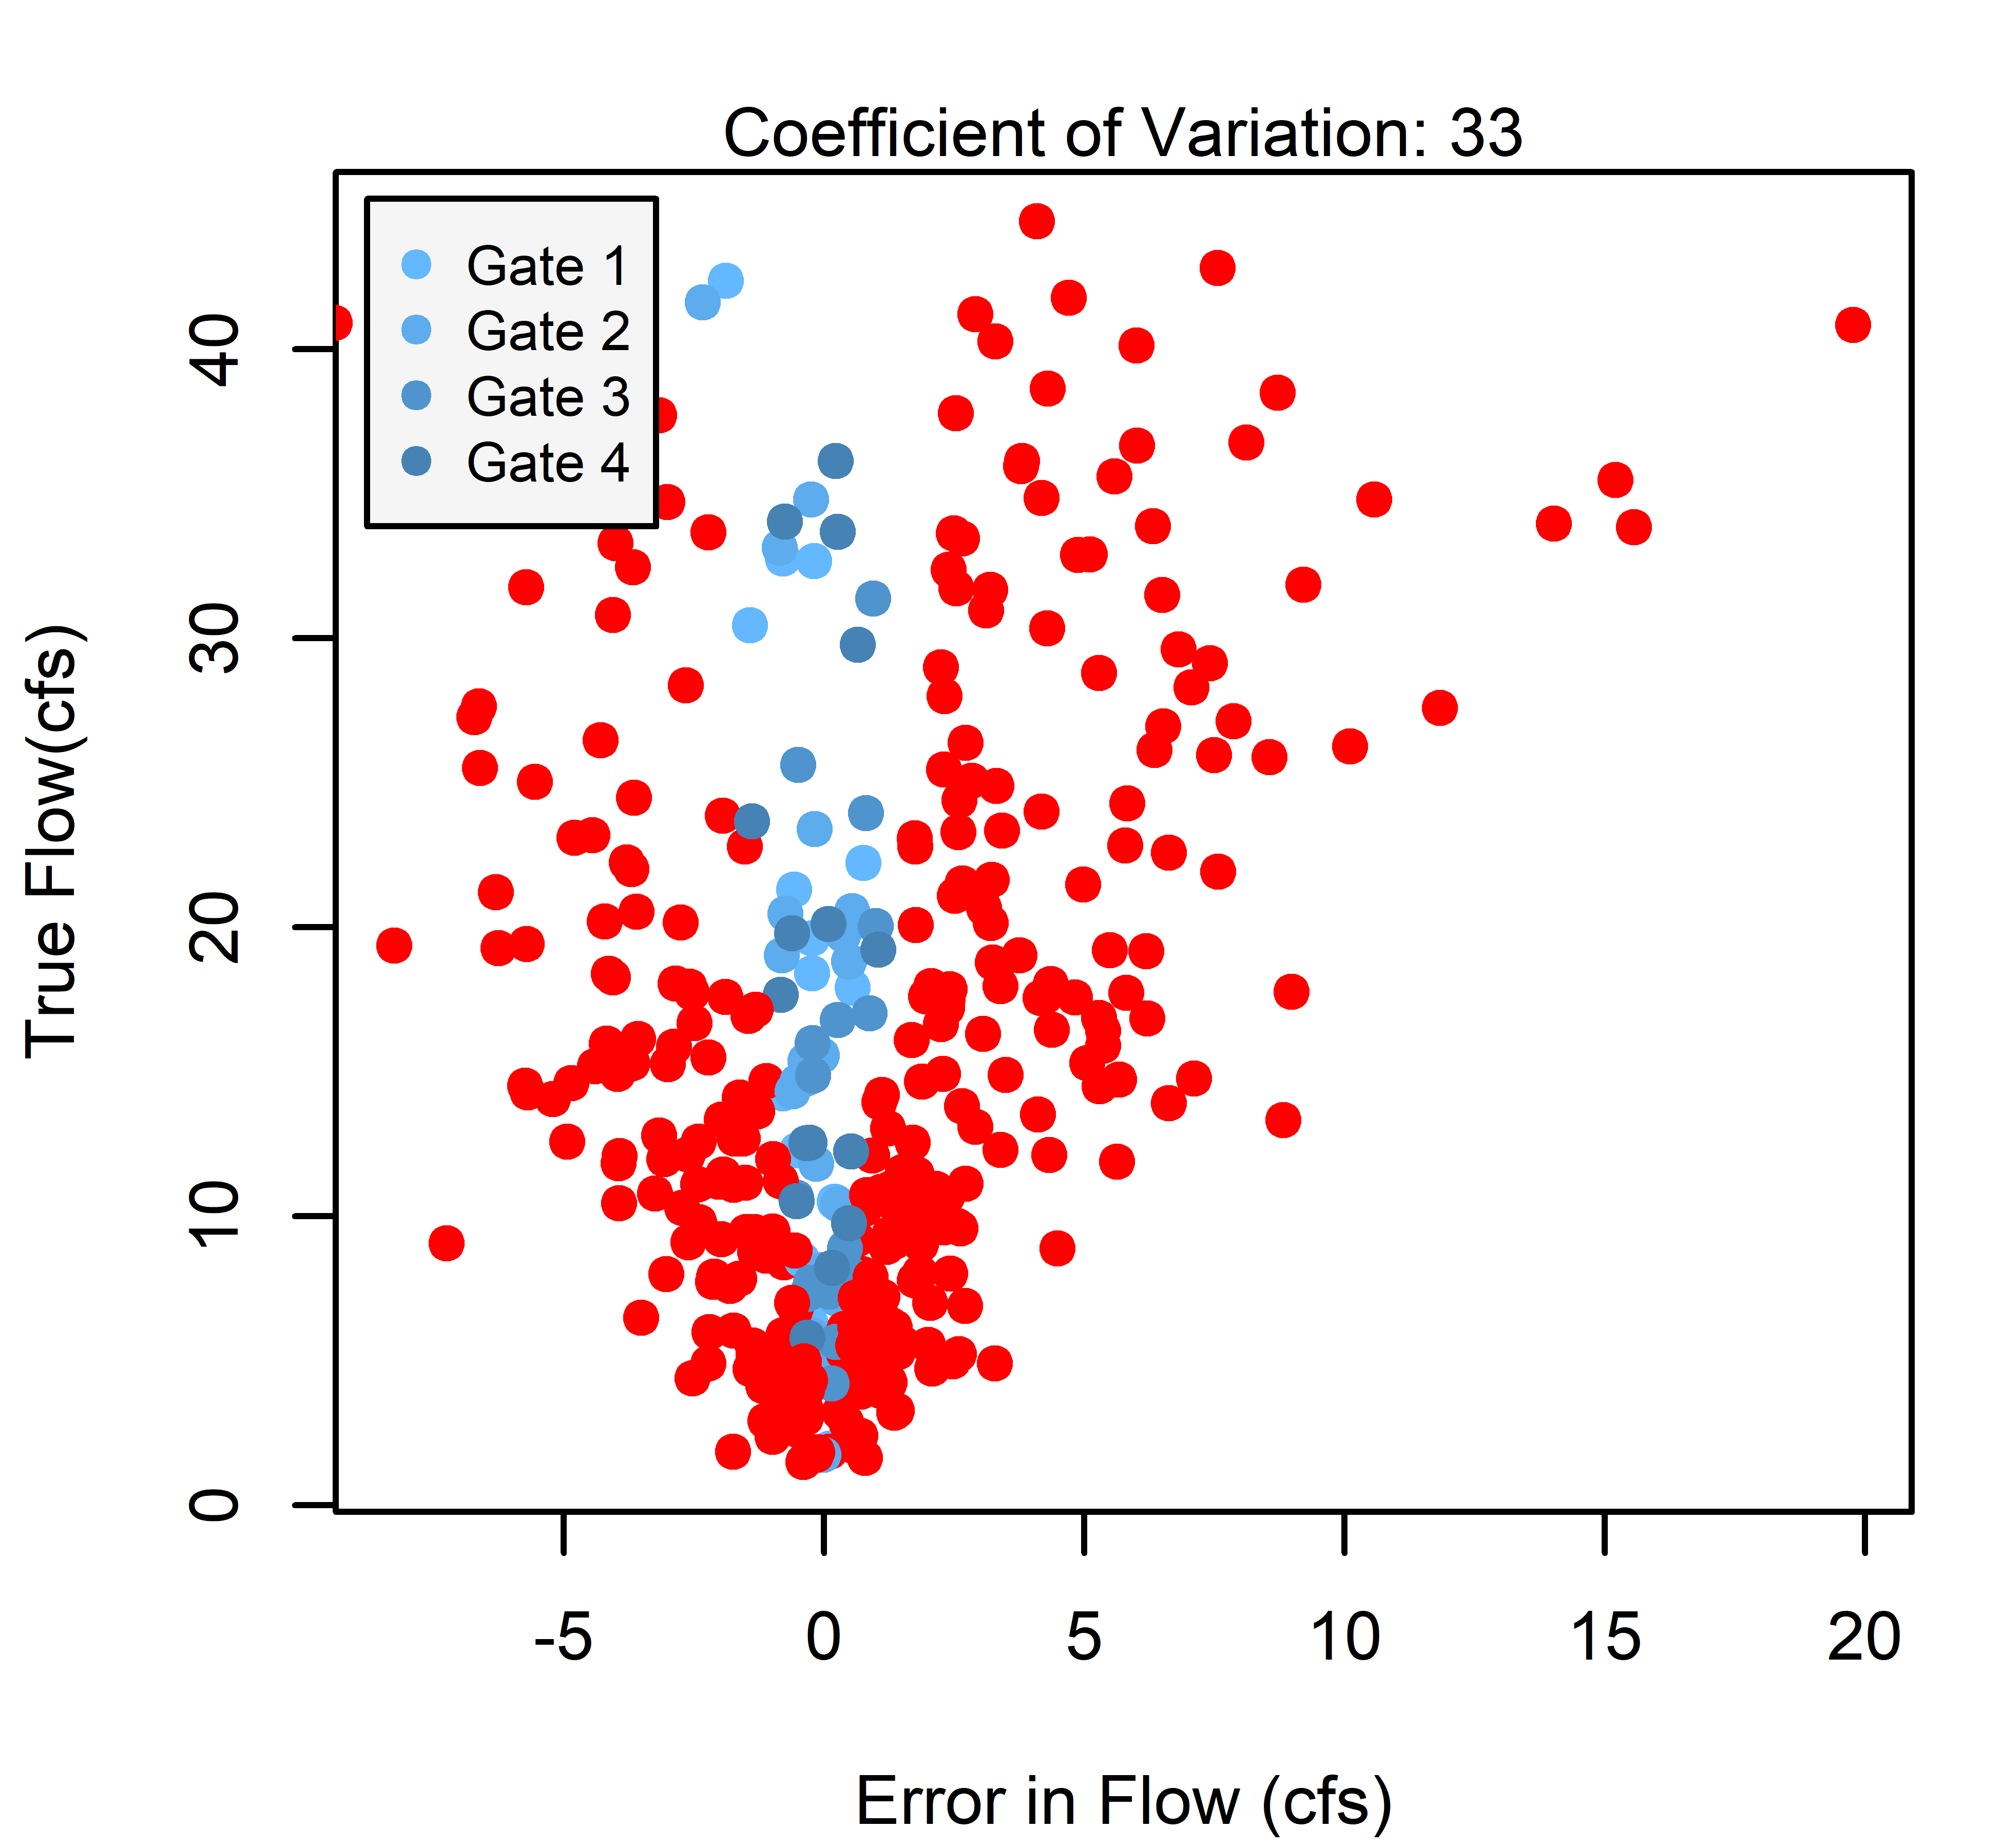 Coefficient of Variation: 33
Gate 1
Gate 2
Gate 3
Gate 4
True Flow(cfs)
40
30
20
10
0
-5 0 5 10 15 20
Error in Flow (cfs)